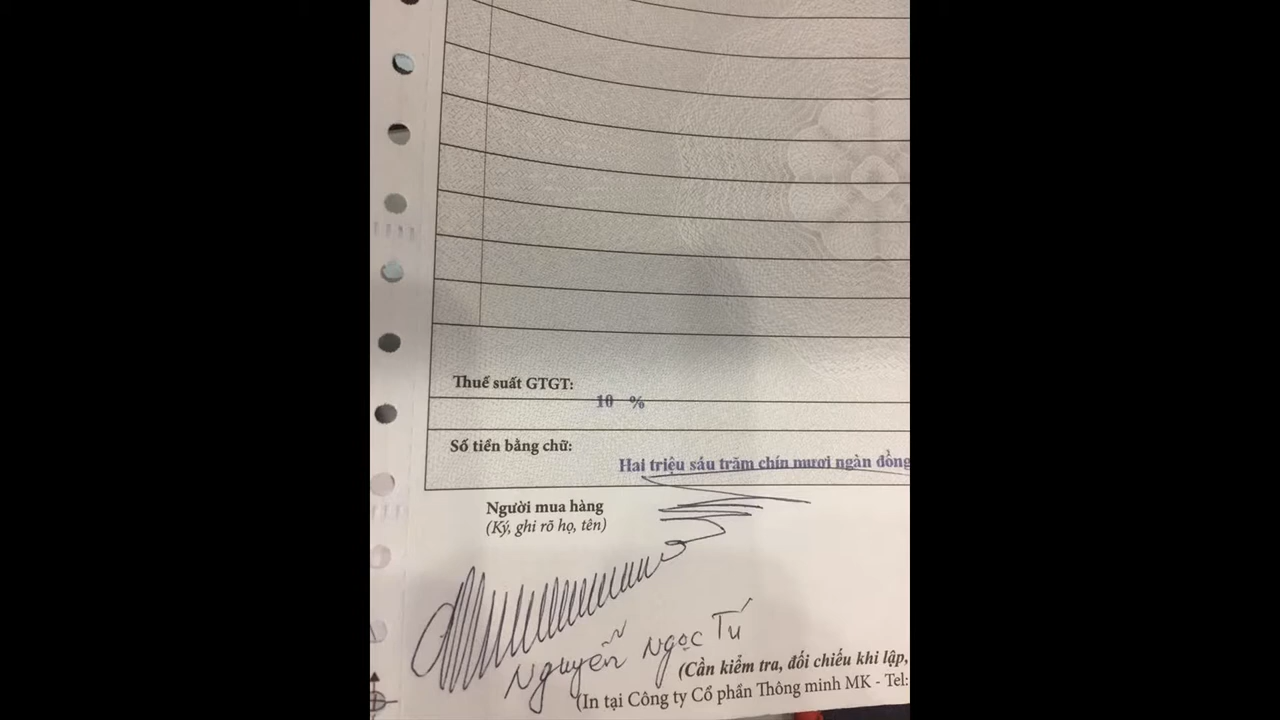 Thuế suất GTGT:
10 %
Số tiền bằng chữ:
Hai triệu sáu trăm chín mươi ngàn đồng
Người mua hàng
(Ký, ghi rõ họ, tên)
Nguyễn Ngọc Tú
(Cần kiểm tra, đối chiếu khi lập,
(In tại Công ty Cổ phần Thông minh MK - Tel: